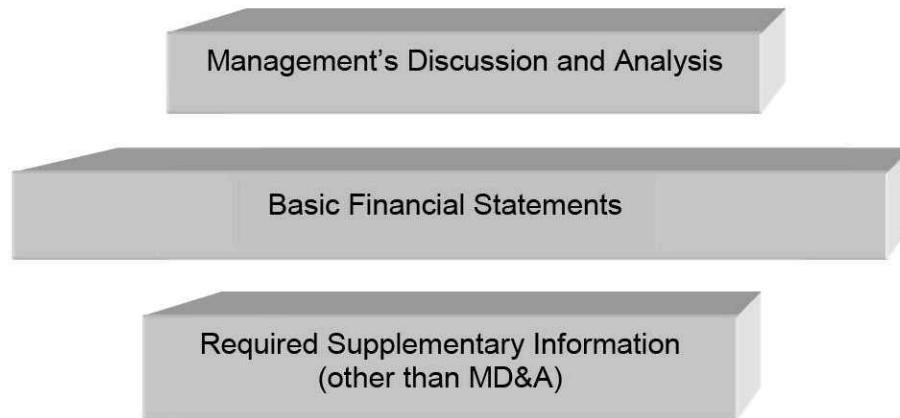 Management’s Discussion and Analysis
Basic Financial Statements
Required Supplementary Information
(other than MD&A)